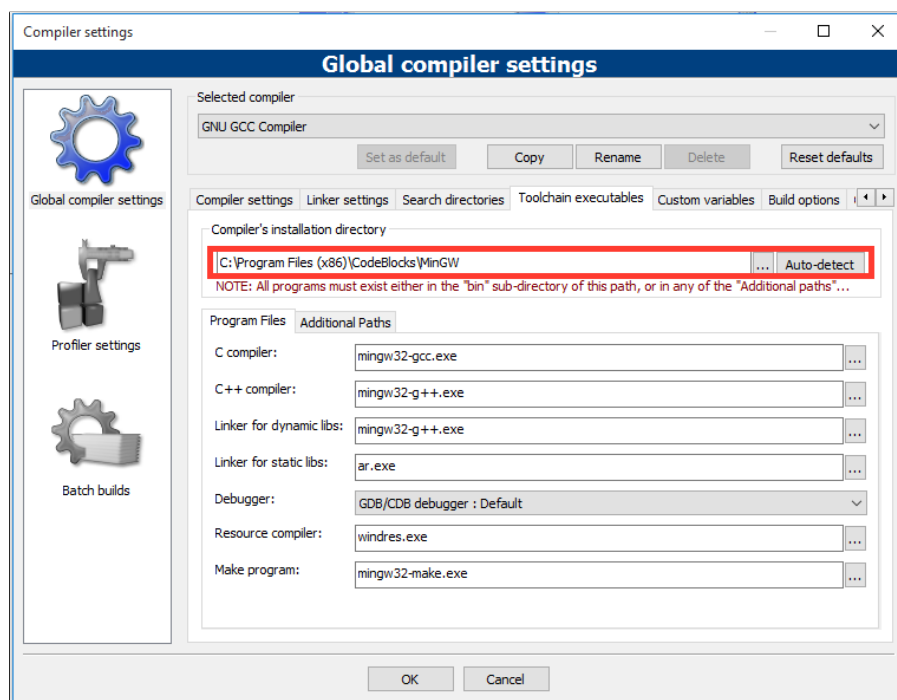 Compiler settings
Global compiler settings
Global compiler settings
Profiler settings
Batch builds
Selected compiler
GNU GCC Compiler
Set as default
Copy
Rename
Delete
Reset defaults
Compiler settings
Linker settings
Search directories
Toolchain executables
Custom variables
Build options
Compiler's installation directory
C:\Program Files (x86)\CodeBlocks\MinGW
...
Auto-detect
NOTE: All programs must exist either in the "bin" sub-directory of this path, or in any of the "Additional paths"...
Program Files
Additional Paths
C compiler:
mingw32-gcc.exe
...
C++ compiler:
mingw32-g++.exe
...
Linker for dynamic libs:
mingw32-g++.exe
...
Linker for static libs:
ar.exe
...
Debugger:
GDB/CDB debugger : Default
Resource compiler:
windres.exe
...
Make program:
mingw32-make.exe
...
OK
Cancel